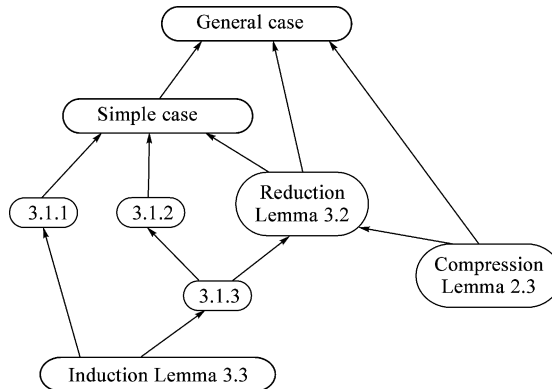 General case
Simple case
3.1.1
3.1.2
Reduction
Lemma 3.2
Compression
Lemma 2.3
3.1.3
Induction Lemma 3.3